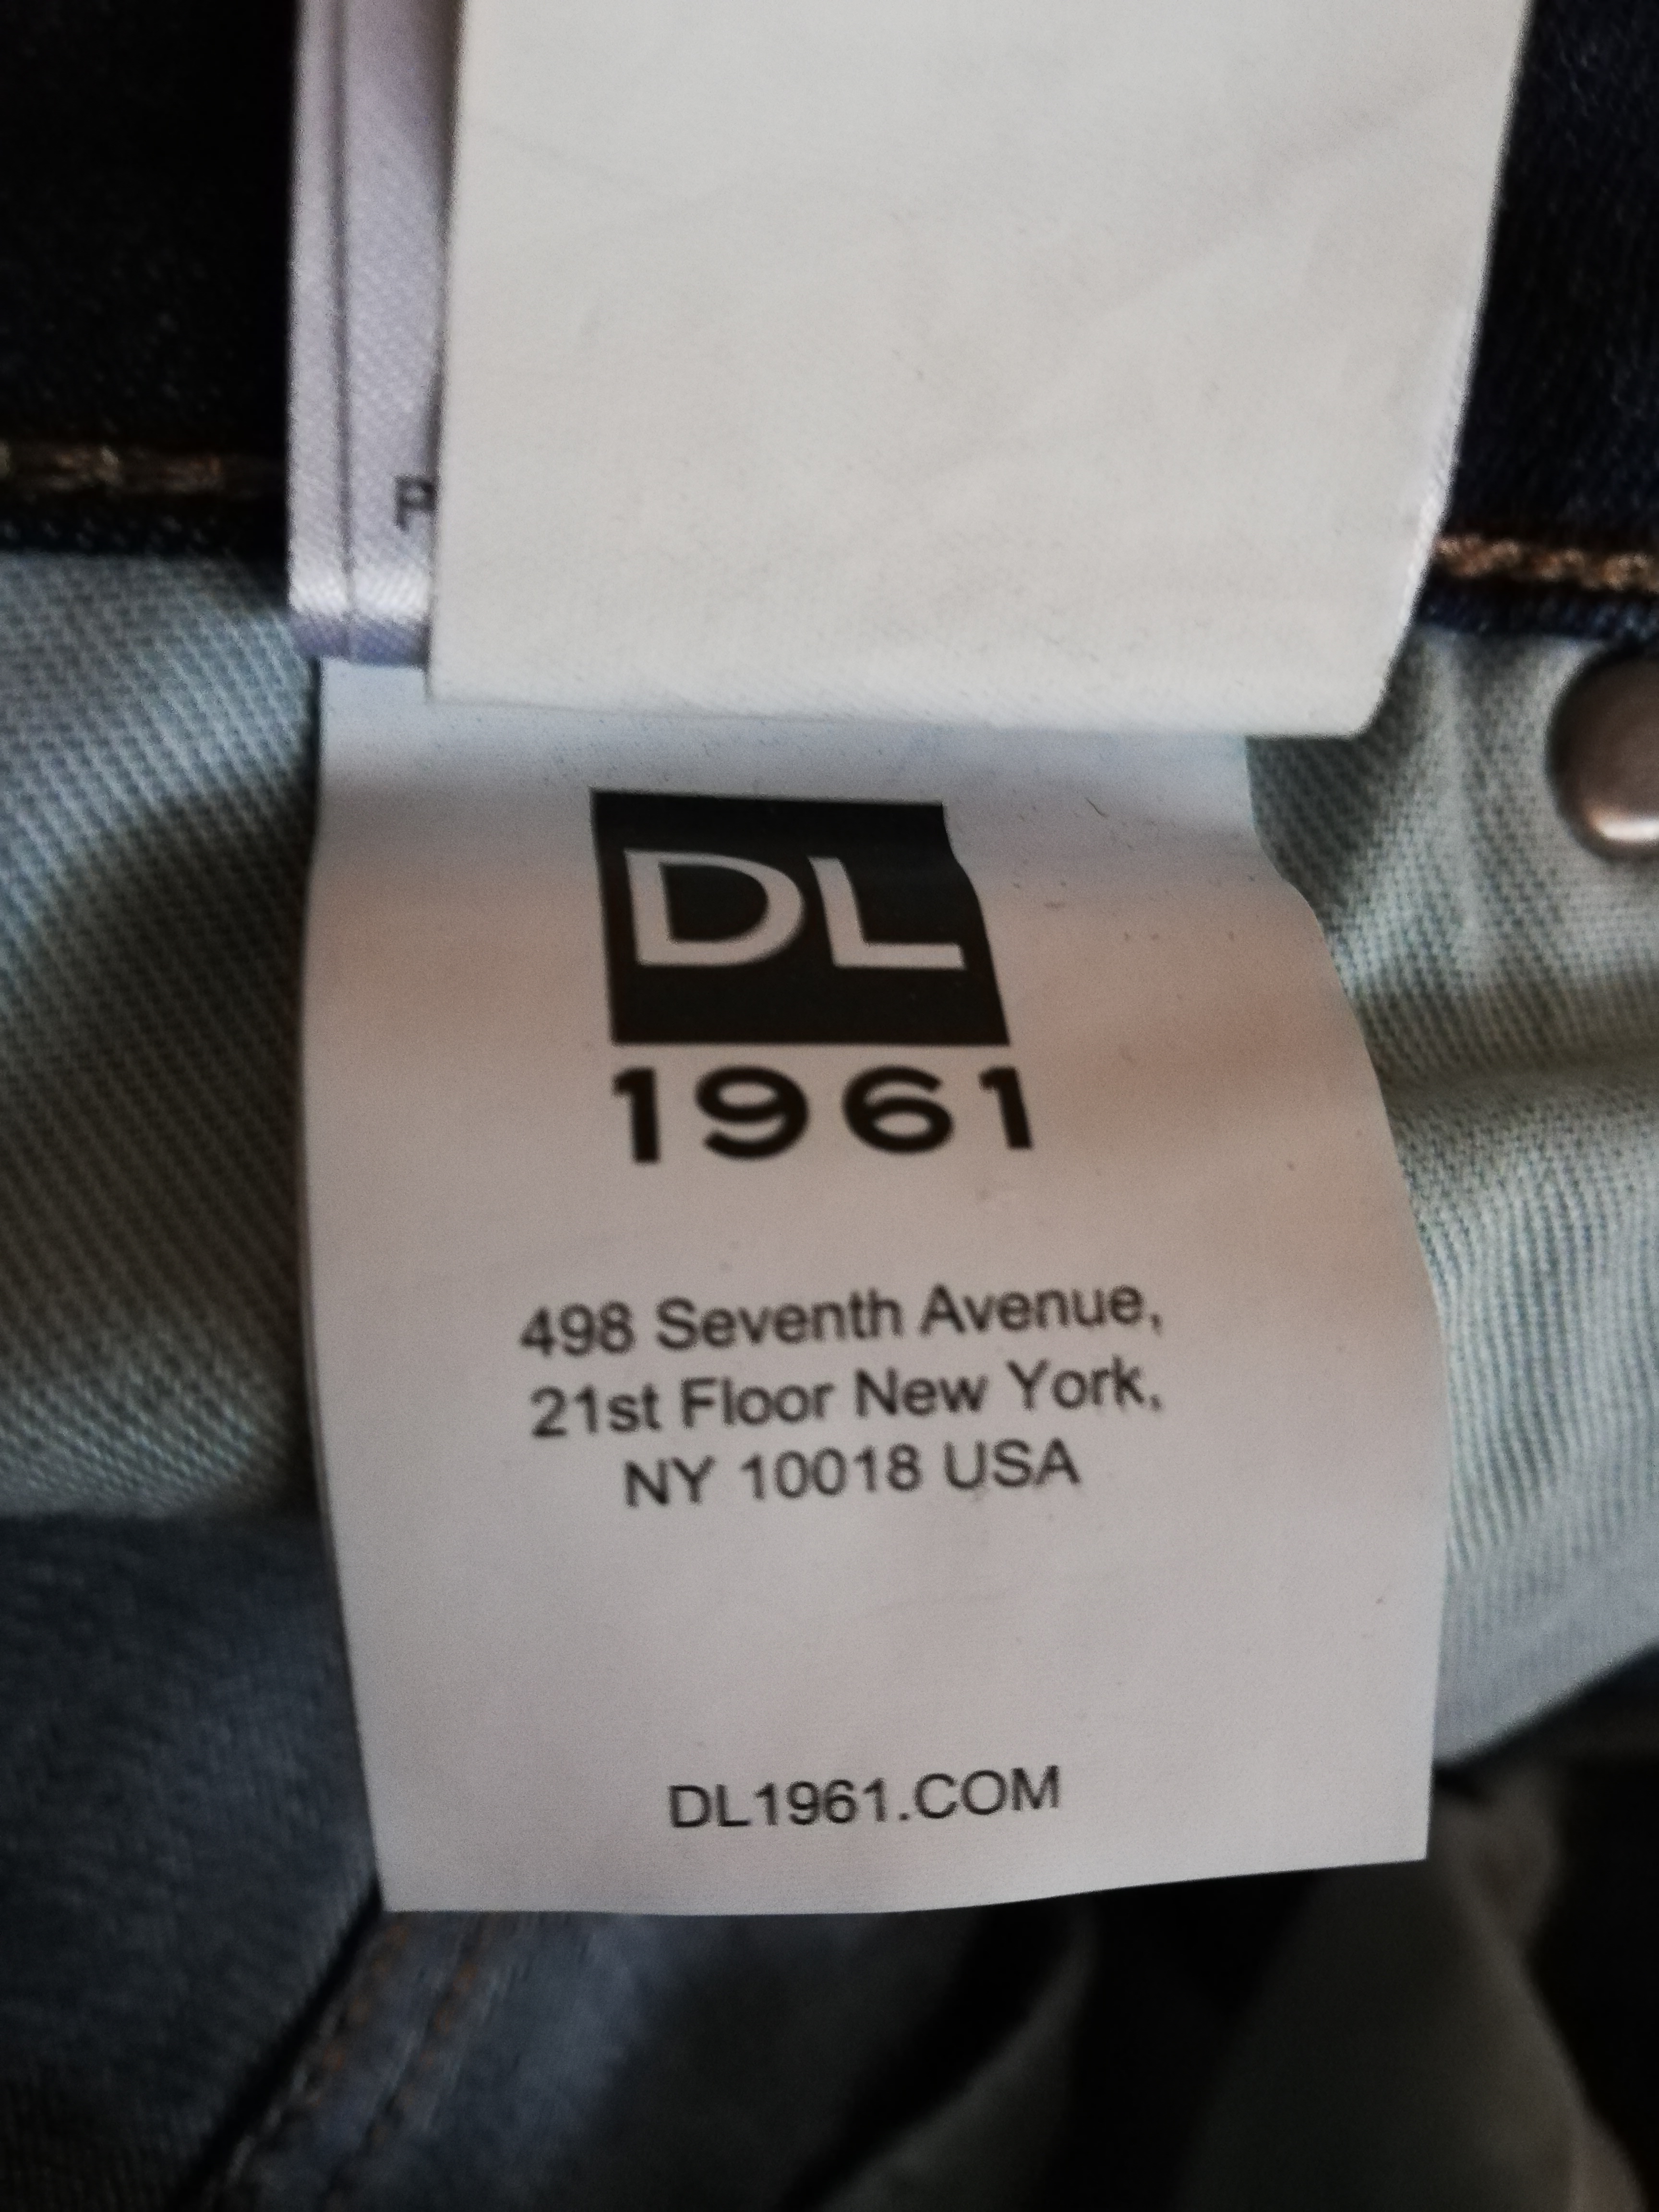 P
DL
1961
498 Seventh Avenue,
21st Floor New York,
NY 10018 USA
DL1961.COM